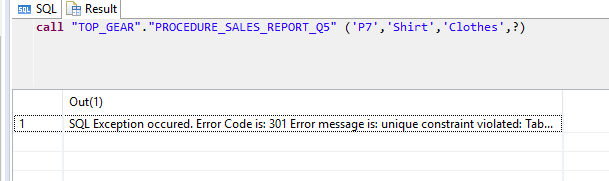 SQL Result
call "TOP_GEAR"."PROCEDURE_SALES_REPORT_Q5" ('P7','Shirt','Clothes',?)
Out(1)
1 SQL Exception occured. Error Code is: 301 Error message is: unique constraint violated: Tab...